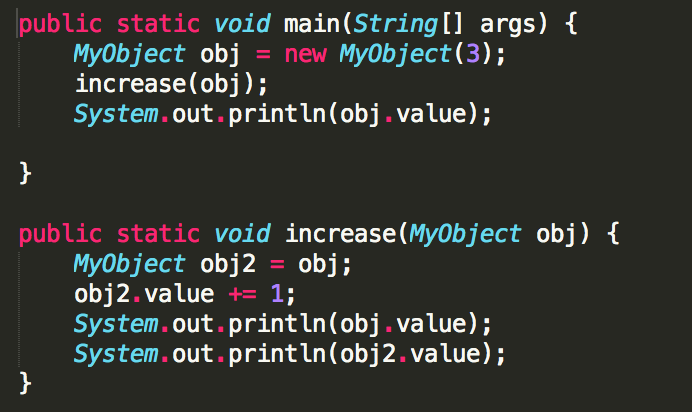 public static void main(String[] args) {
    MyObject obj = new MyObject(3);
    increase(obj);
    System.out.println(obj.value);
}
public static void increase(MyObject obj) {
    MyObject obj2 = obj;
    obj2.value += 1;
    System.out.println(obj.value);
    System.out.println(obj2.value);
}